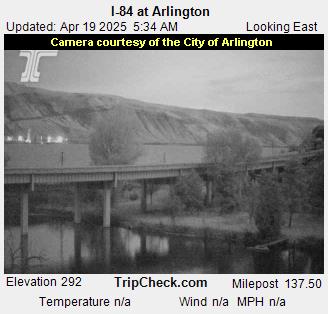 I-84 at Arlington
Updated: Apr 19 2025 5:34 AM Looking East
Camera courtesy of the City of Arlington
Elevation 292 TripCheck.com Milepost 137.50
Temperature n/a Wind n/a MPH n/a